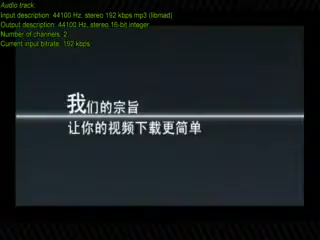 Audio track:
Input description: 44100 Hz, stereo 192 kbps mp3 (libmad)
Output description: 44100 Hz, stereo 16-bit integer
Number of channels: 2
Current input bitrate: 192 kbps
我们的宗旨
让你的视频下载更简单